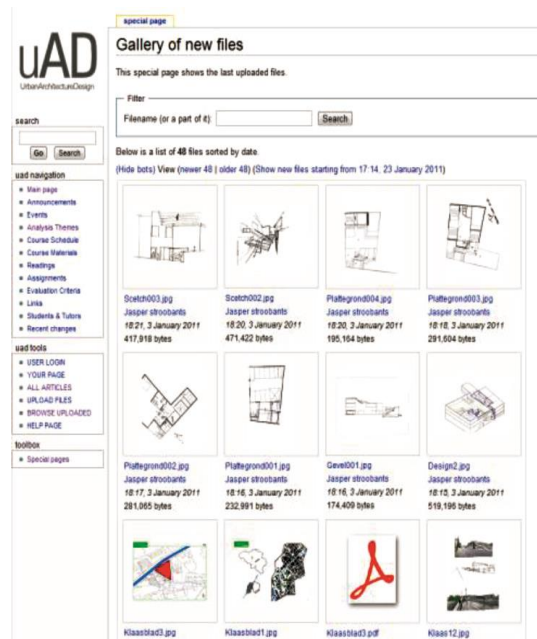 special page
uAD
UrbanArchitectureDesign
Gallery of new files
This special page shows the last uploaded files.
Filter
Filename (or a part of it):
Search
Below is a list of 48 files sorted by date.
(Hide bots) View (newer 48 | older 48) (Show new files starting from 17:14, 23 January 2011)
search
Go
Search
uad navigation
Main page
Announcements
Events
Analysis Themes
Course Schedule
Course Materials
Readings
Assignments
Evaluation Criteria
Links
Students & Tutors
Recent changes
uad tools
USER LOGIN
YOUR PAGE
ALL ARTICLES
UPLOAD FILES
BROWSE UPLOADED
HELP PAGE
toolbox
Special pages
Scetch003.jpg
Jasper stroobants
18:21, 3 January 2011
417,918 bytes
Scetch002.jpg
Jasper stroobants
18:20, 3 January 2011
471,422 bytes
Plattegrond004.jpg
Jasper stroobants
18:20, 3 January 2011
195,164 bytes
Plattegrond003.jpg
Jasper stroobants
18:18, 3 January 2011
291,604 bytes
Plattegrond002.jpg
Jasper stroobants
18:17, 3 January 2011
281,065 bytes
Plattegrond001.jpg
Jasper stroobants
18:16, 3 January 2011
232,991 bytes
Gevel001.jpg
Jasper stroobants
18:16, 3 January 2011
174,409 bytes
Design2.jpg
Jasper stroobants
18:15, 3 January 2011
519,196 bytes
Klaasblad3.jpg
Klaasblad1.jpg
Klaasblad3.pdf
Klaas12.jpg